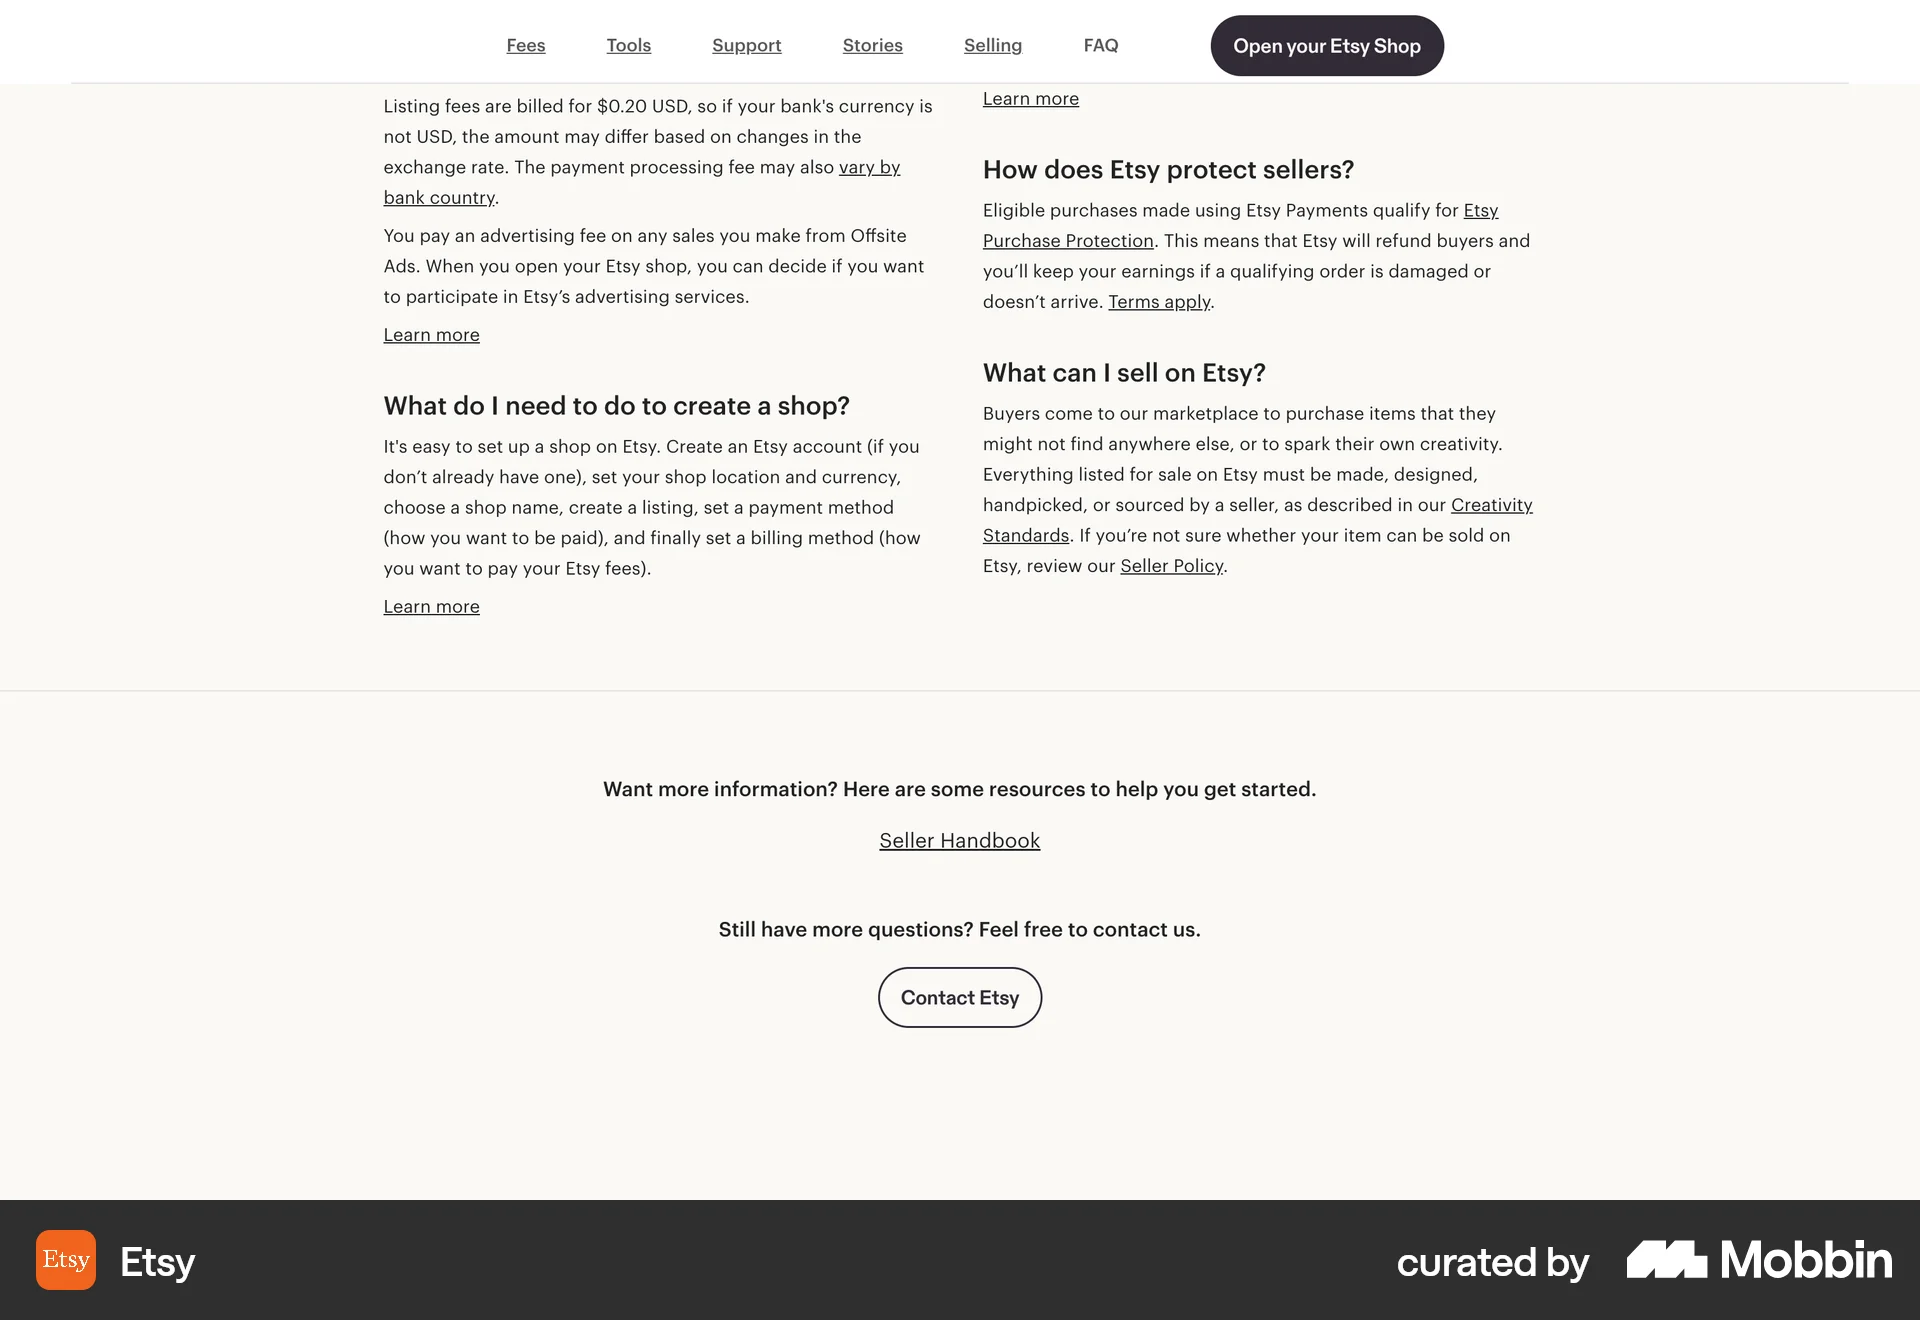 Fees Tools Support Stories Selling FAQ Open your Etsy Shop
Listing fees are billed for $0.20 USD, so if your bank's currency is
not USD, the amount may differ based on changes in the
exchange rate. The payment processing fee may also vary by
bank country.
You pay an advertising fee on any sales you make from Offsite
Ads. When you open your Etsy shop, you can decide if you want
to participate in Etsy’s advertising services.
Learn more
What do I need to do to create a shop?
It's easy to set up a shop on Etsy. Create an Etsy account (if you
don’t already have one), set your shop location and currency,
choose a shop name, create a listing, set a payment method
(how you want to be paid), and finally set a billing method (how
you want to pay your Etsy fees).
Learn more
Learn more
How does Etsy protect sellers?
Eligible purchases made using Etsy Payments qualify for Etsy
Purchase Protection. This means that Etsy will refund buyers and
you’ll keep your earnings if a qualifying order is damaged or
doesn’t arrive. Terms apply.
What can I sell on Etsy?
Buyers come to our marketplace to purchase items that they
might not find anywhere else, or to spark their own creativity.
Everything listed for sale on Etsy must be made, designed,
handpicked, or sourced by a seller, as described in our Creativity
Standards. If you’re not sure whether your item can be sold on
Etsy, review our Seller Policy.
Want more information? Here are some resources to help you get started.
Seller Handbook
Still have more questions? Feel free to contact us.
Contact Etsy
Etsy Etsy curated by Mobbin